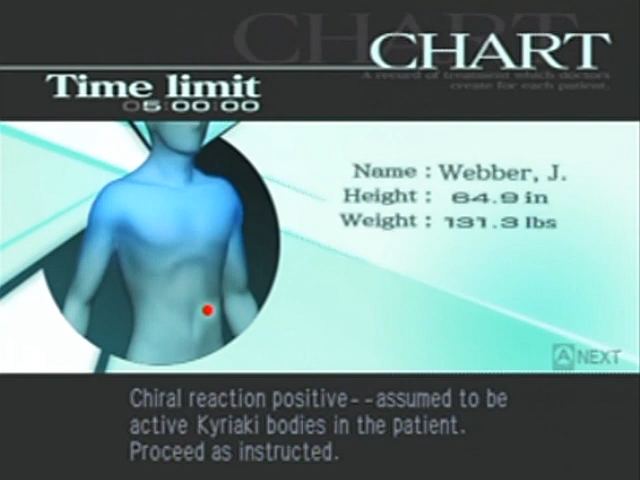 CHART
CHART
A record of treatment which doctors
create for each patient.
Time limit
05:00:00
Name : Webber, J.
Height : 64.9 in
Weight : 131.3 lbs
A NEXT
Chiral reaction positive--assumed to be
active Kyriaki bodies in the patient.
Proceed as instructed.